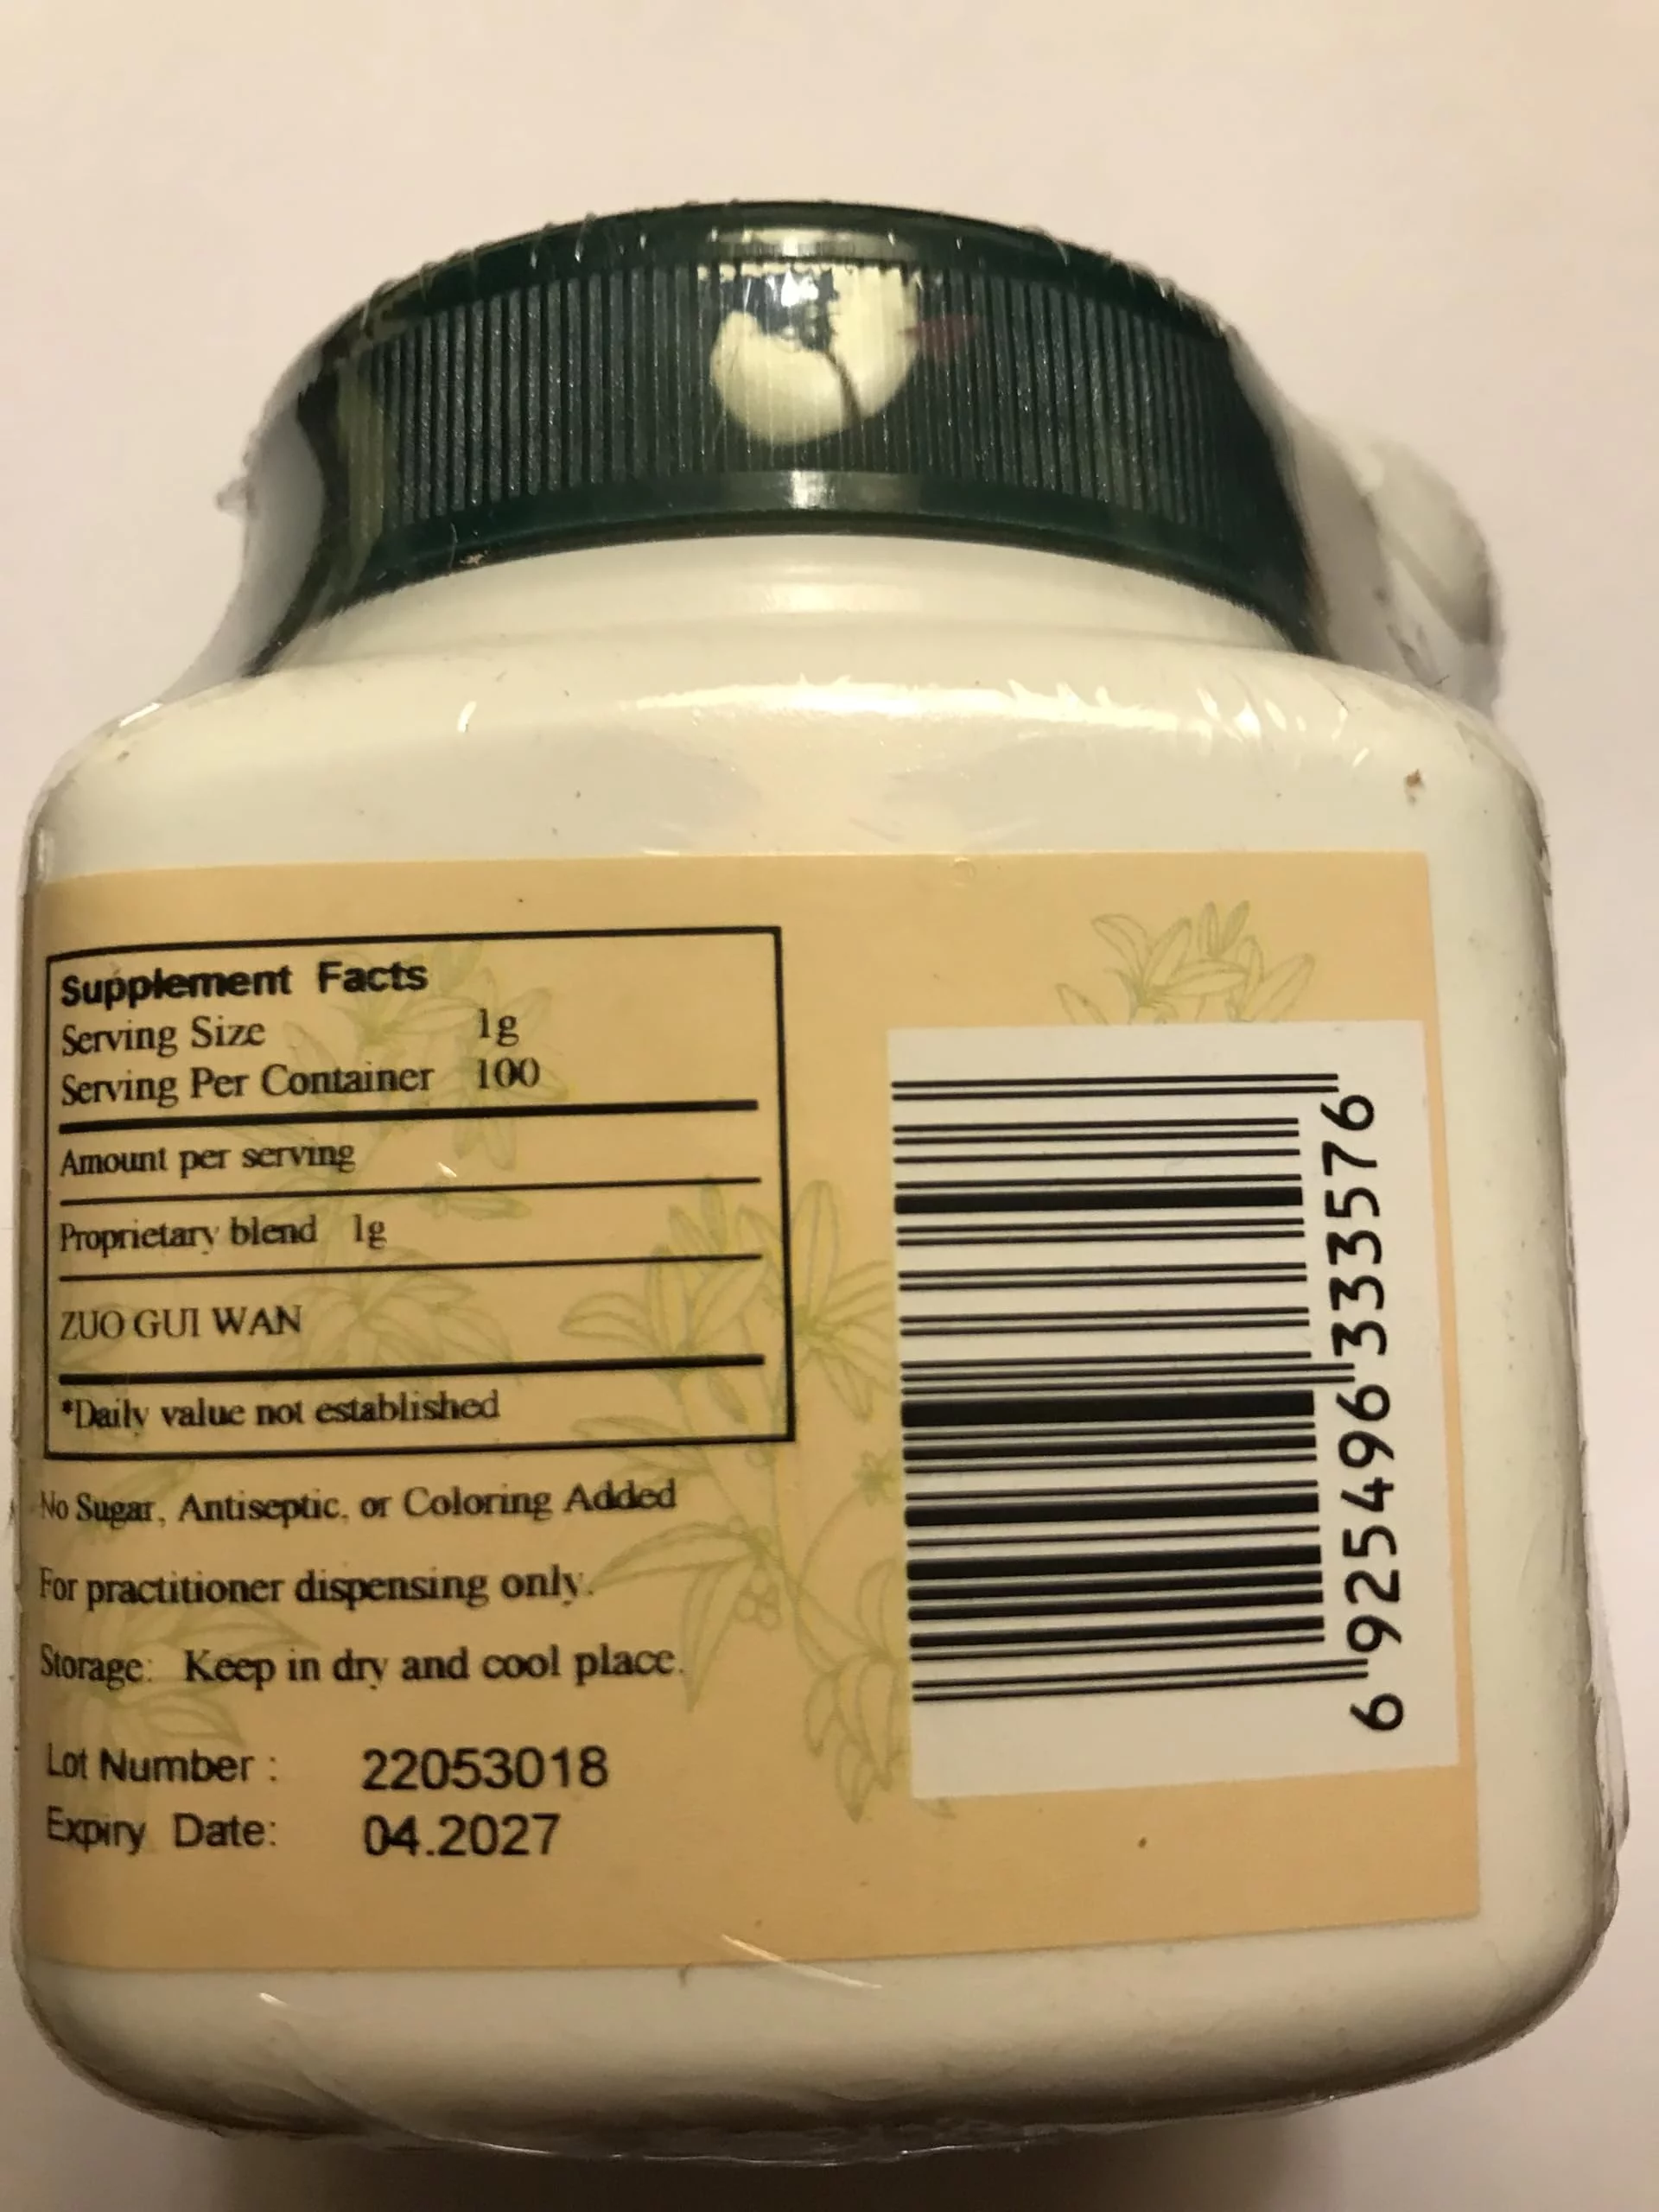 Supplement Facts
Serving Size 1g
Serving Per Container 100
Amount per serving
Proprietary blend 1g
ZUO GUI WAN
*Daily value not established
No Sugar, Antiseptic, or Coloring Added
For practitioner dispensing only.
Storage: Keep in dry and cool place.
Lot Number : 22053018
Expiry Date: 04.2027
6 925496 333576